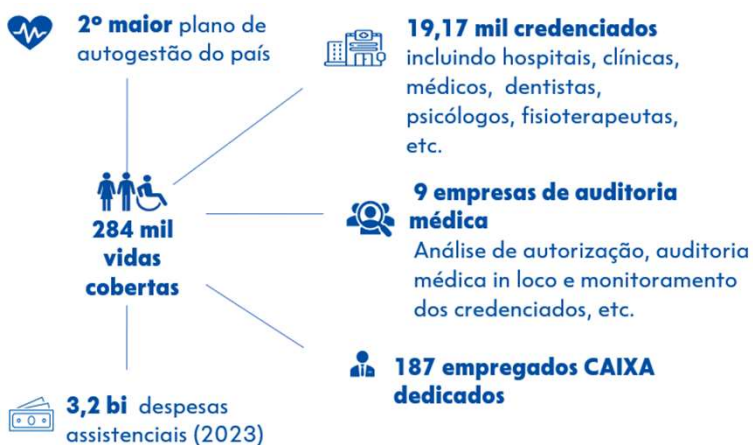 2º maior plano de
autogestão do país
19,17 mil credenciados
incluindo hospitais, clínicas,
médicos, dentistas,
psicólogos, fisioterapeutas,
etc.
284 mil
vidas
cobertas
9 empresas de auditoria
médica
Análise de autorização, auditoria
médica in loco e monitoramento
dos credenciados, etc.
187 empregados CAIXA
dedicados
3,2 bi despesas
assistenciais (2023)